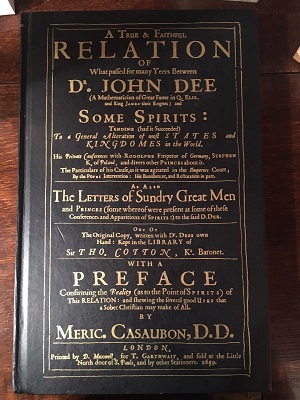 A True & Faithful
RELATION
OF
What passed for many Yeers Between
Dr. JOHN DEE
(A Mathematician of Great Fame in Q. Eliz.
and King James their Reignes) and
Some Spirits:
Tending (had it Succeeded)
To a General Alteration of most STATES and
KINGDOMES in the World.
His Private Conferences with RODOLPHE Emperor of Germany, STEPHEN
K. of Poland, and divers other Princes about it.
The Particulars of his Cause, as it was agitated in the Emperors Court;
By the Popes Intervention: His Banishment, and Restoration in part.
As Also
The Letters of Sundry Great Men
and Princes (some whereof were present at some of these
Conferences and Apparitions of Spirits:) to the said D. Dee.
Out Of
The Original Copy, written with Dr. Dees own
Hand: Kept in the LIBRARY of
Sir Tho. Cotton, Kt. Baronet.
WITH A
PREFACE
Confirming the Reality (as to the Point of Spirits) of
This RELATION: and shewing the several good Uses that
a Sober Christian may make of All.
BY
Meric. Casaubon, D.D.
LONDON,
Printed by D. Maxwell, for T. Garthwait, and sold at the Little
North door of S. Pauls, and by other Stationers. 1659.